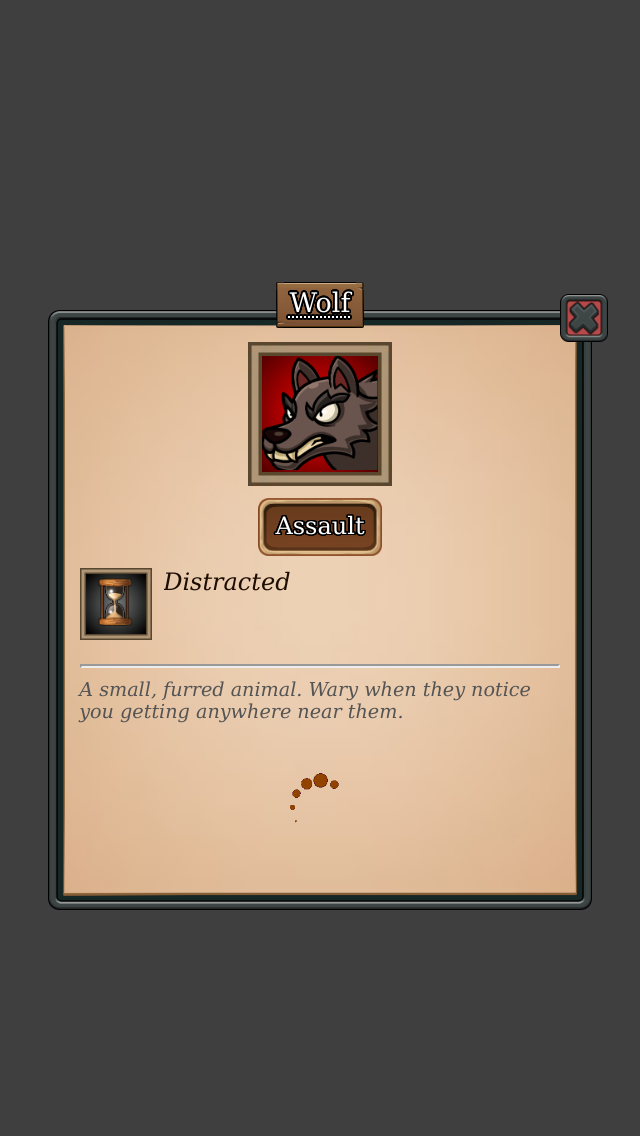 Wolf
Assault
Distracted
A small, furred animal. Wary when they notice
you getting anywhere near them.